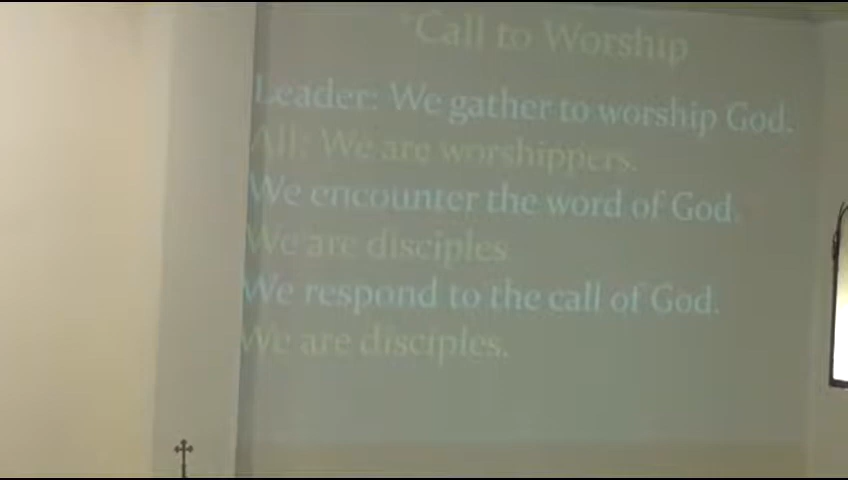 *Call to Worship
Leader: We gather to worship God.
All: We are worshippers.
We encounter the word of God.
We are disciples
We respond to the call of God.
We are disciples.